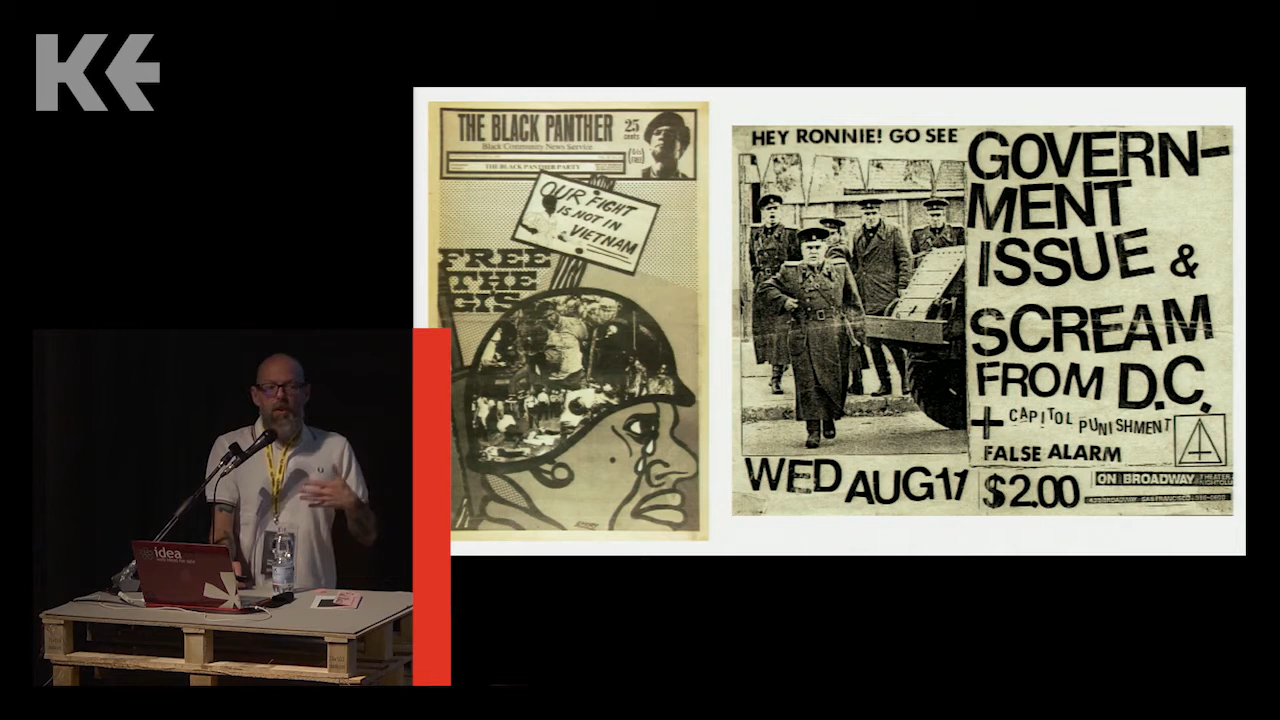 KE
THE BLACK PANTHER
25
cents
Black Community News Service
THE BLACK PANTHER PARTY
OUR FIGHT
IS NOT IN
VIETNAM
FREE
THE
GIS
HEY RONNIE! GO SEE
GOVERN-
MENT
ISSUE &
SCREAM
FROM D.C.
+ CAPITOL PUNISHMENT
FALSE ALARM
WED AUG 11
$2.00
ON BROADWAY
idea